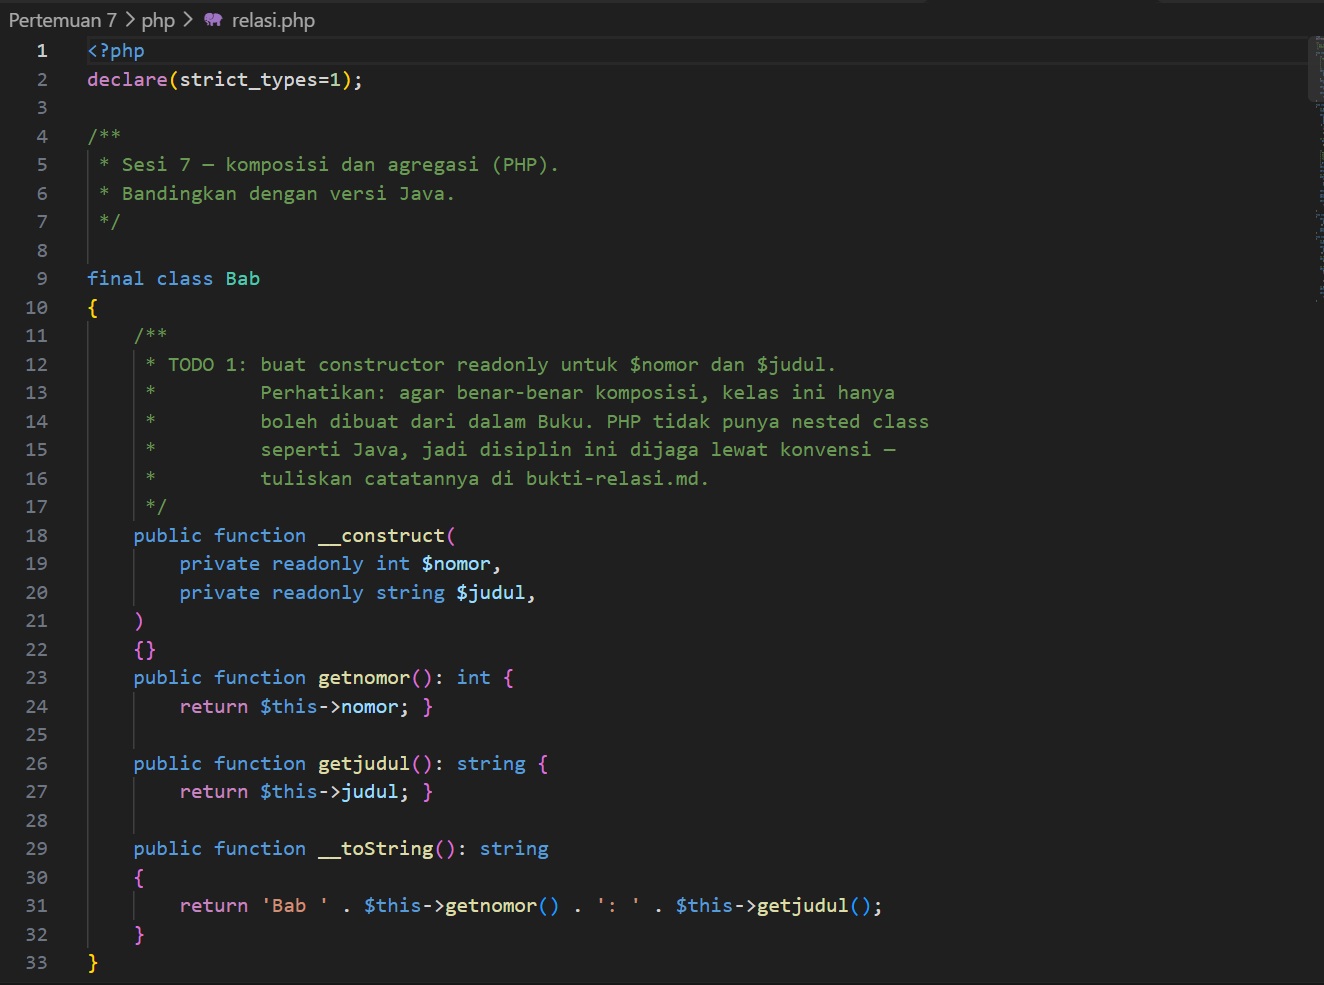 Pertemuan 7 > php > relasi.php
1 <?php
2 declare(strict_types=1);
3
4 /**
5  * Sesi 7 — komposisi dan agregasi (PHP).
6  * Bandingkan dengan versi Java.
7  */
8
9 final class Bab
10 {
11     /**
12      * TODO 1: buat constructor readonly untuk $nomor dan $judul.
13      *         Perhatikan: agar benar-benar komposisi, kelas ini hanya
14      *         boleh dibuat dari dalam Buku. PHP tidak punya nested class
15      *         seperti Java, jadi disiplin ini dijaga lewat konvensi —
16      *         tuliskan catatannya di bukti-relasi.md.
17      */
18     public function __construct(
19         private readonly int $nomor,
20         private readonly string $judul,
21     )
22     {}
23     public function getnomor(): int {
24         return $this->nomor; }
25
26     public function getjudul(): string {
27         return $this->judul; }
28
29     public function __toString(): string
30     {
31         return 'Bab ' . $this->getnomor() . ': ' . $this->getjudul();
32     }
33 }